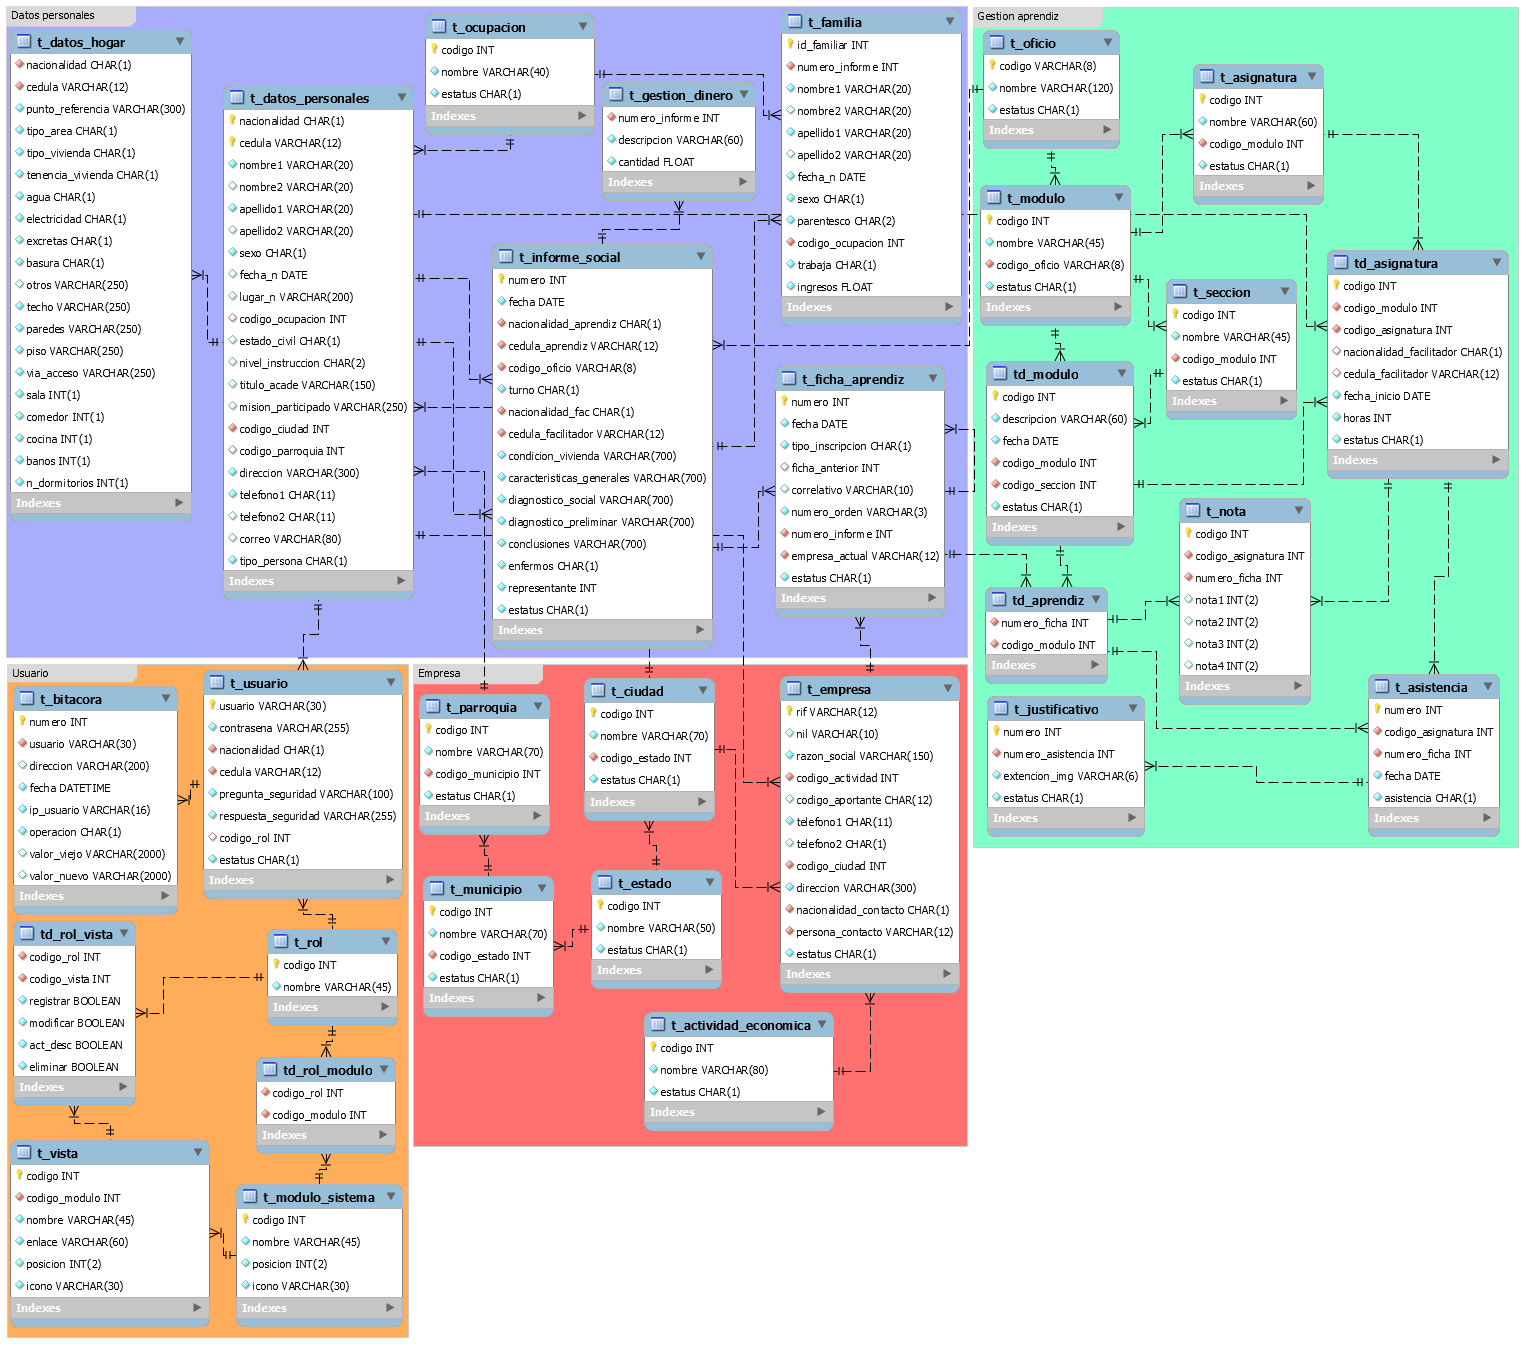 Datos personales
t_datos_hogar
nacionalidad CHAR(1)
cedula VARCHAR(12)
punto_referencia VARCHAR(300)
tipo_area CHAR(1)
tipo_vivienda CHAR(1)
tenencia_vivienda CHAR(1)
agua CHAR(1)
electricidad CHAR(1)
excretas CHAR(1)
basura CHAR(1)
otros VARCHAR(250)
techo VARCHAR(250)
paredes VARCHAR(250)
piso VARCHAR(250)
via_acceso VARCHAR(250)
sala INT(1)
comedor INT(1)
cocina INT(1)
banos INT(1)
n_dormitorios INT(1)
Indexes
t_datos_personales
nacionalidad CHAR(1)
cedula VARCHAR(12)
nombre1 VARCHAR(20)
nombre2 VARCHAR(20)
apellido1 VARCHAR(20)
apellido2 VARCHAR(20)
sexo CHAR(1)
fecha_n DATE
lugar_n VARCHAR(200)
codigo_ocupacion INT
estado_civil CHAR(1)
nivel_instruccion CHAR(2)
titulo_acade VARCHAR(150)
mision_participado VARCHAR(250)
codigo_ciudad INT
codigo_parroquia INT
direccion VARCHAR(300)
telefono1 CHAR(11)
telefono2 CHAR(11)
correo VARCHAR(80)
tipo_persona CHAR(1)
Indexes
t_ocupacion
codigo INT
nombre VARCHAR(40)
estatus CHAR(1)
Indexes
t_gestion_dinero
numero_informe INT
descripcion VARCHAR(60)
cantidad FLOAT
Indexes
t_informe_social
numero INT
fecha DATE
nacionalidad_aprendiz CHAR(1)
cedula_aprendiz VARCHAR(12)
codigo_oficio VARCHAR(8)
turno CHAR(1)
nacionalidad_fac CHAR(1)
cedula_facilitador VARCHAR(12)
condicion_vivienda VARCHAR(700)
caracteristicas_generales VARCHAR(700)
diagnostico_social VARCHAR(700)
diagnostico_preliminar VARCHAR(700)
conclusiones VARCHAR(700)
enfermos CHAR(1)
representante INT
estatus CHAR(1)
Indexes
t_familia
id_familiar INT
numero_informe INT
nombre1 VARCHAR(20)
nombre2 VARCHAR(20)
apellido1 VARCHAR(20)
apellido2 VARCHAR(20)
fecha_n DATE
sexo CHAR(1)
parentesco CHAR(2)
codigo_ocupacion INT
trabaja CHAR(1)
ingresos FLOAT
Indexes
t_ficha_aprendiz
numero INT
fecha DATE
tipo_inscripcion CHAR(1)
ficha_anterior INT
correlativo VARCHAR(10)
numero_orden VARCHAR(3)
numero_informe INT
empresa_actual VARCHAR(12)
estatus CHAR(1)
Indexes
Gestion aprendiz
t_oficio
codigo VARCHAR(8)
nombre VARCHAR(120)
estatus CHAR(1)
Indexes
t_asignatura
codigo INT
nombre VARCHAR(60)
codigo_modulo INT
estatus CHAR(1)
Indexes
t_modulo
codigo INT
nombre VARCHAR(45)
codigo_oficio VARCHAR(8)
estatus CHAR(1)
Indexes
t_seccion
codigo INT
nombre VARCHAR(45)
codigo_modulo INT
estatus CHAR(1)
Indexes
td_asignatura
codigo INT
codigo_modulo INT
codigo_asignatura INT
nacionalidad_facilitador CHAR(1)
cedula_facilitador VARCHAR(12)
fecha_inicio DATE
horas INT
estatus CHAR(1)
Indexes
td_modulo
codigo INT
descripcion VARCHAR(60)
fecha DATE
codigo_modulo INT
codigo_seccion INT
estatus CHAR(1)
Indexes
t_nota
codigo INT
codigo_asignatura INT
numero_ficha INT
nota1 INT(2)
nota2 INT(2)
nota3 INT(2)
nota4 INT(2)
Indexes
td_aprendiz
numero_ficha INT
codigo_modulo INT
Indexes
t_justificativo
numero INT
numero_asistencia INT
extencion_img VARCHAR(6)
estatus CHAR(1)
Indexes
t_asistencia
numero INT
codigo_asignatura INT
numero_ficha INT
fecha DATE
asistencia CHAR(1)
Indexes
Usuario
t_bitacora
numero INT
usuario VARCHAR(30)
direccion VARCHAR(200)
fecha DATETIME
ip_usuario VARCHAR(16)
operacion CHAR(1)
valor_viejo VARCHAR(2000)
valor_nuevo VARCHAR(2000)
Indexes
t_usuario
usuario VARCHAR(30)
contrasena VARCHAR(255)
nacionalidad CHAR(1)
cedula VARCHAR(12)
pregunta_seguridad VARCHAR(100)
respuesta_seguridad VARCHAR(255)
codigo_rol INT
estatus CHAR(1)
Indexes
td_rol_vista
codigo_rol INT
codigo_vista INT
registrar BOOLEAN
modificar BOOLEAN
act_desc BOOLEAN
eliminar BOOLEAN
Indexes
t_rol
codigo INT
nombre VARCHAR(45)
Indexes
td_rol_modulo
codigo_rol INT
codigo_modulo INT
Indexes
t_vista
codigo INT
codigo_modulo INT
nombre VARCHAR(45)
enlace VARCHAR(60)
posicion INT(2)
icono VARCHAR(30)
Indexes
t_modulo_sistema
codigo INT
nombre VARCHAR(45)
posicion INT(2)
icono VARCHAR(30)
Indexes
Empresa
t_parroquia
codigo INT
nombre VARCHAR(70)
codigo_municipio INT
estatus CHAR(1)
Indexes
t_ciudad
codigo INT
nombre VARCHAR(70)
codigo_estado INT
estatus CHAR(1)
Indexes
t_empresa
rif VARCHAR(12)
nil VARCHAR(10)
razon_social VARCHAR(150)
codigo_actividad INT
codigo_aportante CHAR(12)
telefono1 CHAR(11)
telefono2 CHAR(1)
codigo_ciudad INT
direccion VARCHAR(300)
nacionalidad_contacto CHAR(1)
persona_contacto VARCHAR(12)
estatus CHAR(1)
Indexes
t_municipio
codigo INT
nombre VARCHAR(70)
codigo_estado INT
estatus CHAR(1)
Indexes
t_estado
codigo INT
nombre VARCHAR(50)
estatus CHAR(1)
Indexes
t_actividad_economica
codigo INT
nombre VARCHAR(80)
estatus CHAR(1)
Indexes